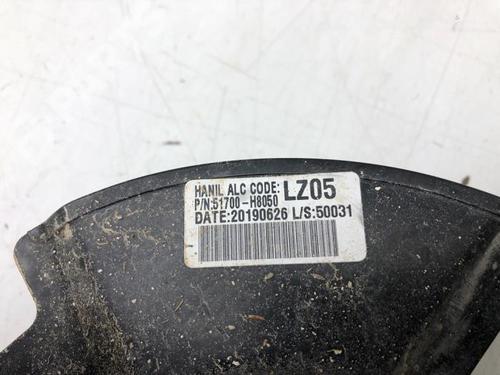 HANIL ALC CODE: LZ05
P/N:51700-H8050
DATE:20190626 L/S:50031